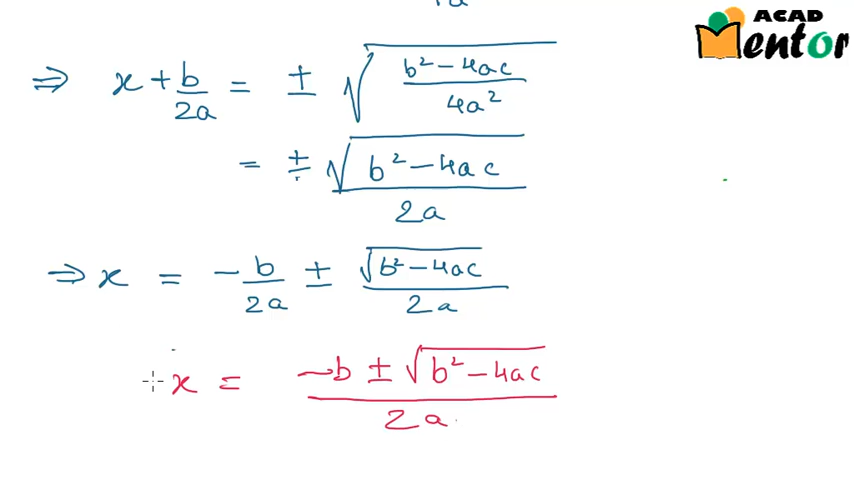 ACAD
Mentor
⇒ x + b/2a = ± √((b² − 4ac)/4a²)
= ± √(b² − 4ac)/2a
⇒ x = −b/2a ± √(b² − 4ac)/2a
x = (−b ± √(b² − 4ac))/2a